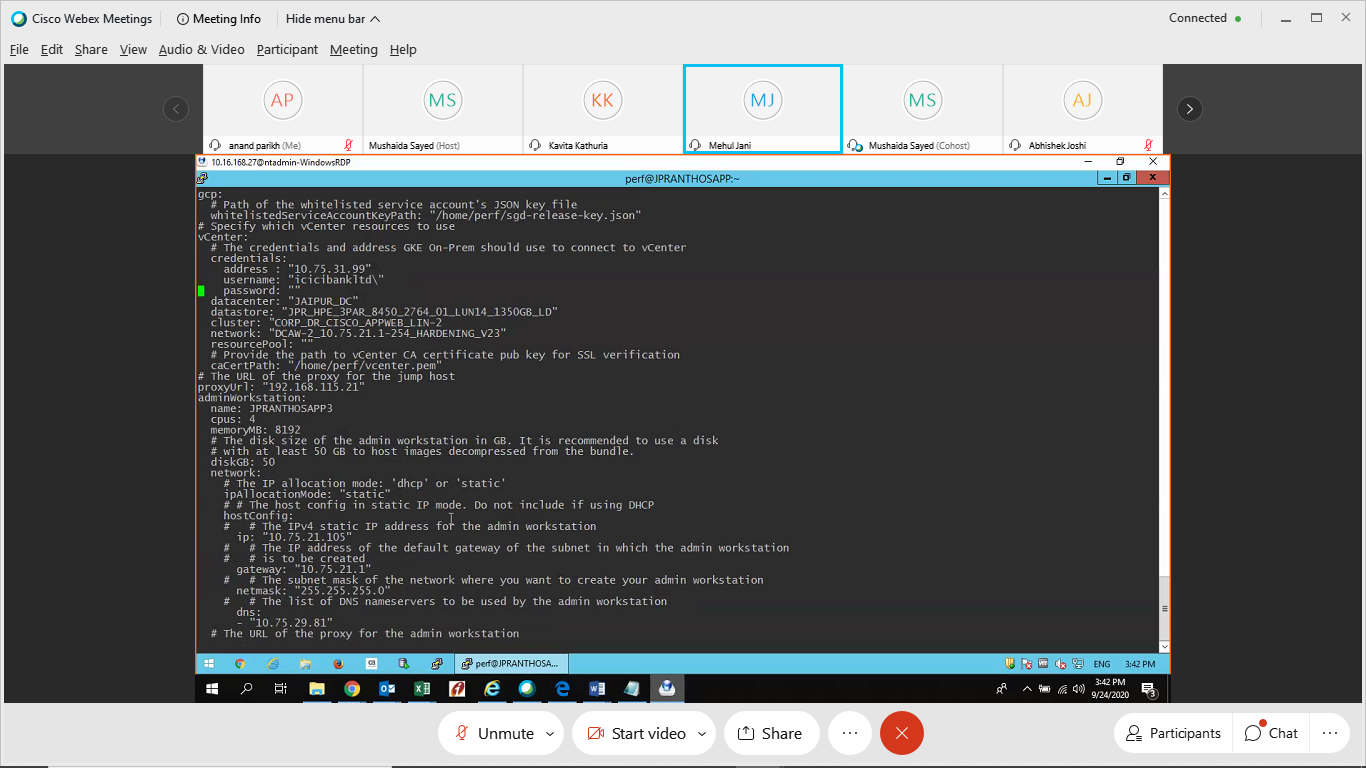 Cisco Webex Meetings
Meeting Info
Hide menu bar
Connected
File Edit Share View Audio & Video Participant Meeting Help
AP
MS
KK
MJ
MS
AJ
anand parikh (Me)
Mushaida Sayed (Host)
Kavita Kathuria
Mehul Jani
Mushaida Sayed (Cohost)
Abhishek Joshi
10.16.168.27@ntadmin-WindowsRDP
perf@JPRANTHOSAPP:~
gcp:
# Path of the whitelisted service account's JSON key file
whitelistedServiceAccountKeyPath: "/home/perf/sgd-release-key.json"
# Specify which vCenter resources to use
vCenter:
# The credentials and address GKE On-Prem should use to connect to vCenter
credentials:
address : "10.75.31.99"
username: "icicibankltd\"
password: ""
datacenter: "JAIPUR_DC"
datastore: "JPR_HPE_3PAR_8450_2764_01_LUN14_1350GB_LD"
cluster: "CORP_DR_CISCO_APPWEB_LIN-2
network: "DCAW-2_10.75.21.1-254_HARDENING_V23"
resourcePool: ""
# Provide the path to vCenter CA certificate pub key for SSL verification
caCertPath: "/home/perf/vcenter.pem"
# The URL of the proxy for the jump host
proxyUrl: "192.168.115.21"
adminWorkstation:
name: JPRANTHOSAPP3
cpus: 4
memoryMB: 8192
# The disk size of the admin workstation in GB. It is recommended to use a disk
# with at least 50 GB to host images decompressed from the bundle.
diskGB: 50
network:
# The IP allocation mode: 'dhcp' or 'static'
ipAllocationMode: "static"
# # The host config in static IP mode. Do not include if using DHCP
hostConfig:
# # The IPv4 static IP address for the admin workstation
ip: "10.75.21.105"
# # The IP address of the default gateway of the subnet in which the admin workstation
# # is to be created
gateway: "10.75.21.1"
# # The subnet mask of the network where you want to create your admin workstation
netmask: "255.255.255.0"
# # The list of DNS nameservers to be used by the admin workstation
dns:
- "10.75.29.81"
# The URL of the proxy for the admin workstation
perf@JPRANTHOSA...
ENG
3:42 PM
3:42 PM
9/24/2020
3
Unmute
Start video
Share
Participants
Chat